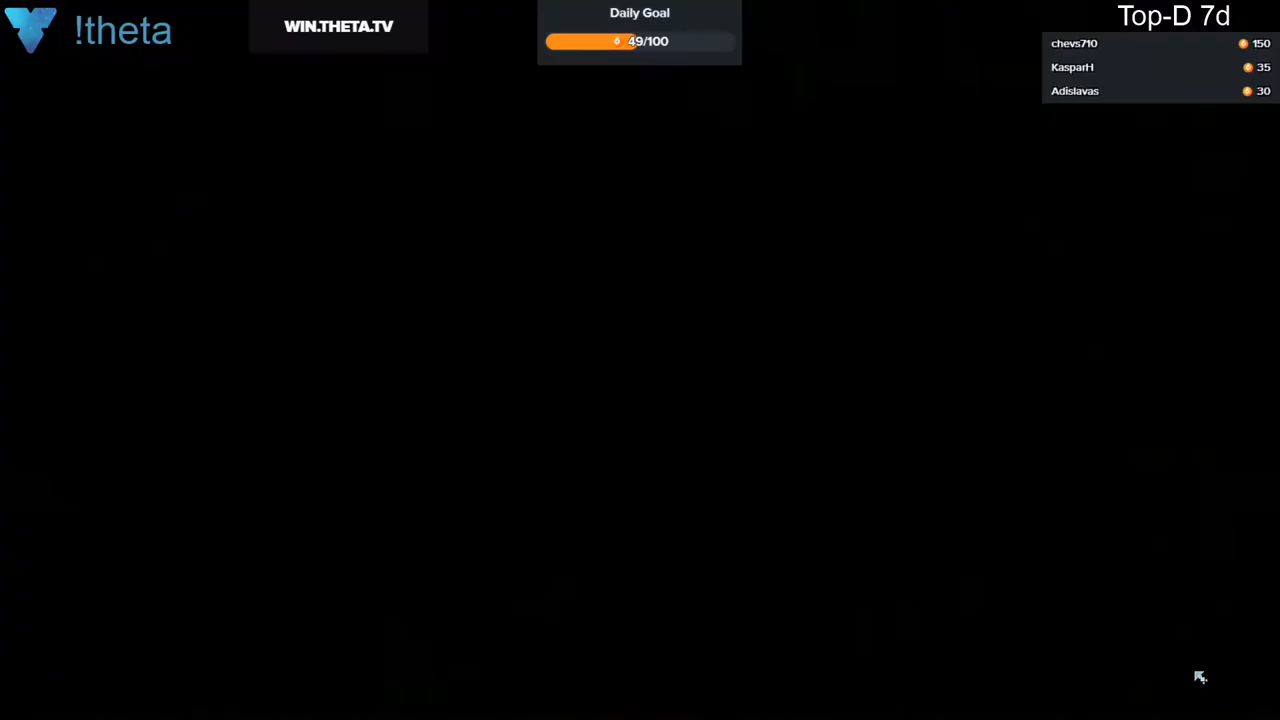 !theta
WIN.THETA.TV
Daily Goal
49/100
Top-D 7d
chevs710 150
KasparH 35
Adislavas 30